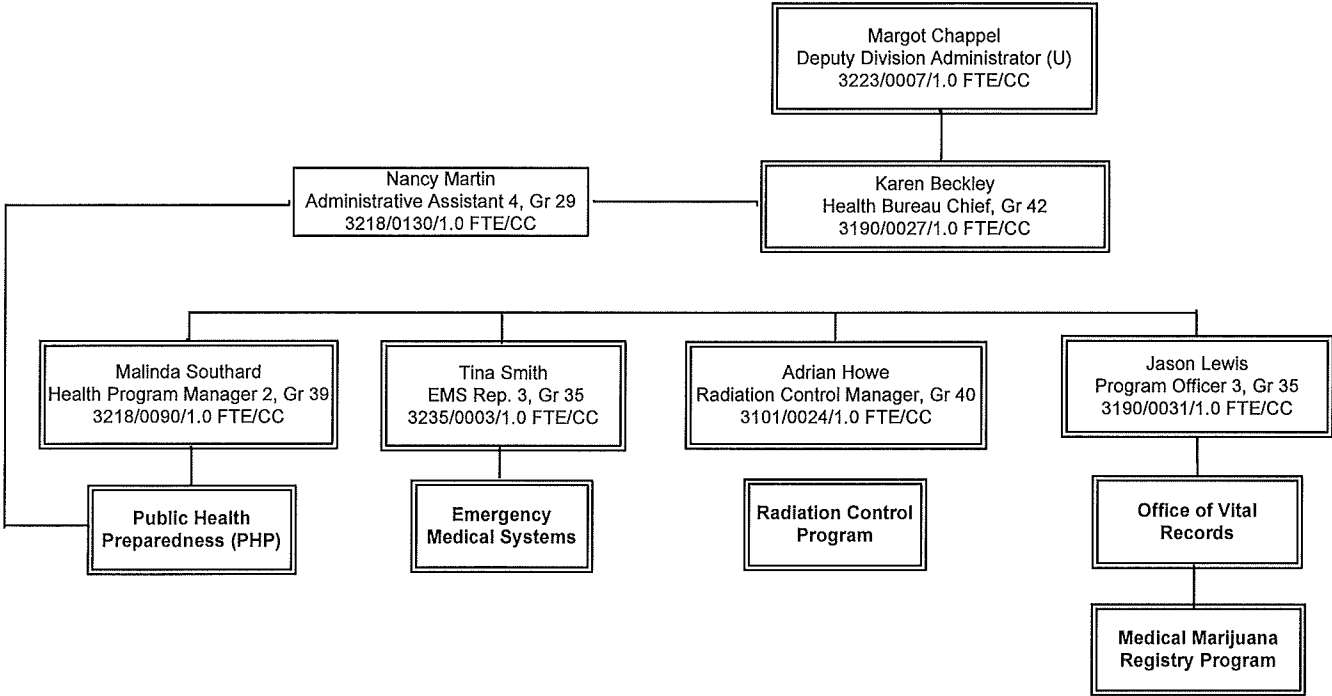 Margot Chappel
Deputy Division Administrator (U)
3223/0007/1.0 FTE/CC
Nancy Martin
Administrative Assistant 4, Gr 29
3218/0130/1.0 FTE/CC
Karen Beckley
Health Bureau Chief, Gr 42
3190/0027/1.0 FTE/CC
Malinda Southard
Health Program Manager 2, Gr 39
3218/0090/1.0 FTE/CC
Tina Smith
EMS Rep. 3, Gr 35
3235/0003/1.0 FTE/CC
Adrian Howe
Radiation Control Manager, Gr 40
3101/0024/1.0 FTE/CC
Jason Lewis
Program Officer 3, Gr 35
3190/0031/1.0 FTE/CC
Public Health
Preparedness (PHP)
Emergency
Medical Systems
Radiation Control
Program
Office of Vital
Records
Medical Marijuana
Registry Program